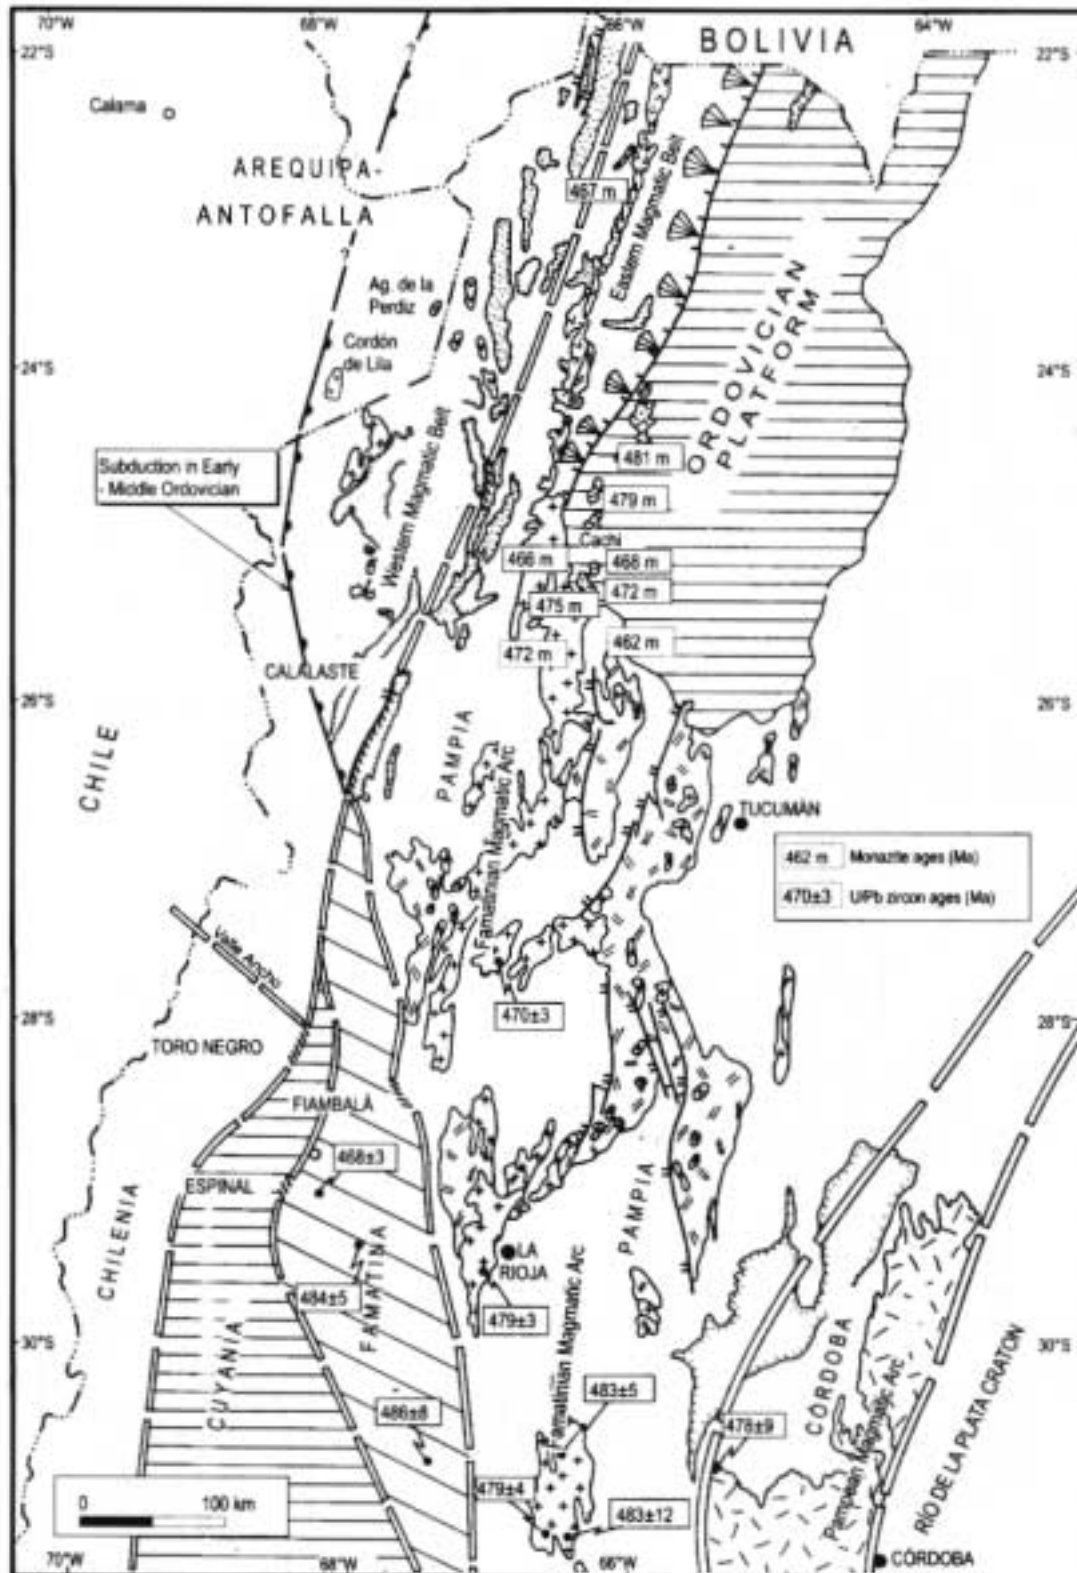 70°W
68°W
66°W
64°W
22°S
BOLIVIA
22°S
Calama
AREQUIPA-
ANTOFALLA
467 m
Eastern Magmatic Belt
Ag. de la
Perdiz
Cordón
de Lila
24°S
24°S
ORDOVICIAN
PLATFORM
Subduction in Early
- Middle Ordovician
Western Magmatic Belt
481 m
479 m
Cachi
466 m
468 m
472 m
475 m
472 m
462 m
CALALASTE
26°S
26°S
CHILE
PAMPIA
Famatinian Magmatic Arc
TUCUMÁN
462 m Monazite ages (Ma)
470±3 U/Pb zircon ages (Ma)
Valle Ancho
470±3
28°S
28°S
TORO NEGRO
FIAMBALÁ
468±3
ESPINAL
CHILENIA
PAMPIA
LA
RIOJA
FAMATINA
484±5
479±3
Famatinian Magmatic Arc
30°S
30°S
CUYANIA
CÓRDOBA
Pampean Magmatic Arc
RÍO DE LA PLATA CRATON
483±5
486±8
478±9
479±4
483±12
0 100 km
70°W
68°W
66°W
CÓRDOBA